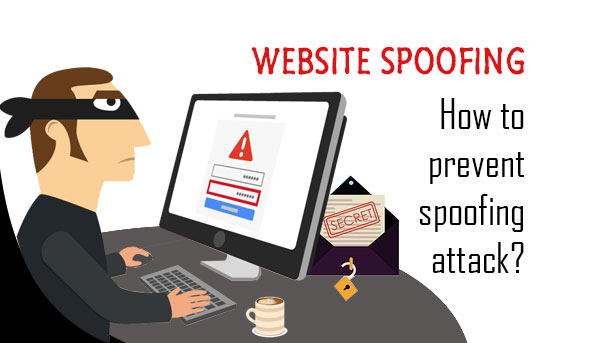 WEBSITE SPOOFING
How to
prevent
spoofing
attack?
SECRET